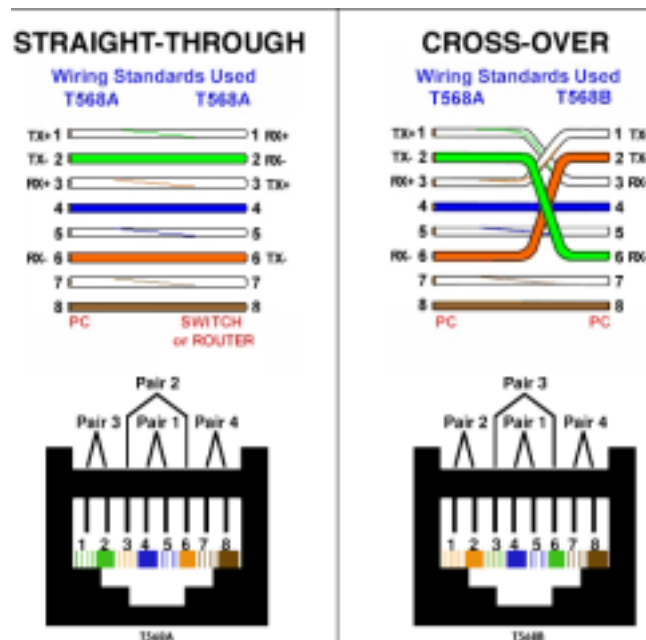 STRAIGHT-THROUGH
Wiring Standards Used
T568A T568A
TX+ 1 1 RX+
TX- 2 2 RX-
RX+ 3 3 TX+
4 4
5 5
RX- 6 6 TX-
7 7
8 8
PC SWITCH
or ROUTER
Pair 2
Pair 3 Pair 1 Pair 4
1 2 3 4 5 6 7 8
T568A
CROSS-OVER
Wiring Standards Used
T568A T568B
TX+ 1 1 TX
TX- 2 2 TX
RX+ 3 3 RX
4 4
5 5
RX- 6 6 RX
7 7
8 8
PC PC
Pair 3
Pair 2 Pair 1 Pair 4
1 2 3 4 5 6 7 8
T568B